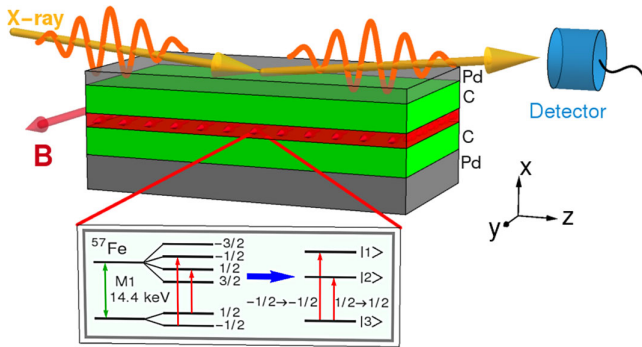 X-ray
Pd
C
C
Pd
Detector
B
x
y
z
57Fe
M1
14.4 keV
-3/2
-1/2
1/2
3/2
1/2
-1/2
|1>
|2>
-1/2→-1/2
1/2→1/2
|3>